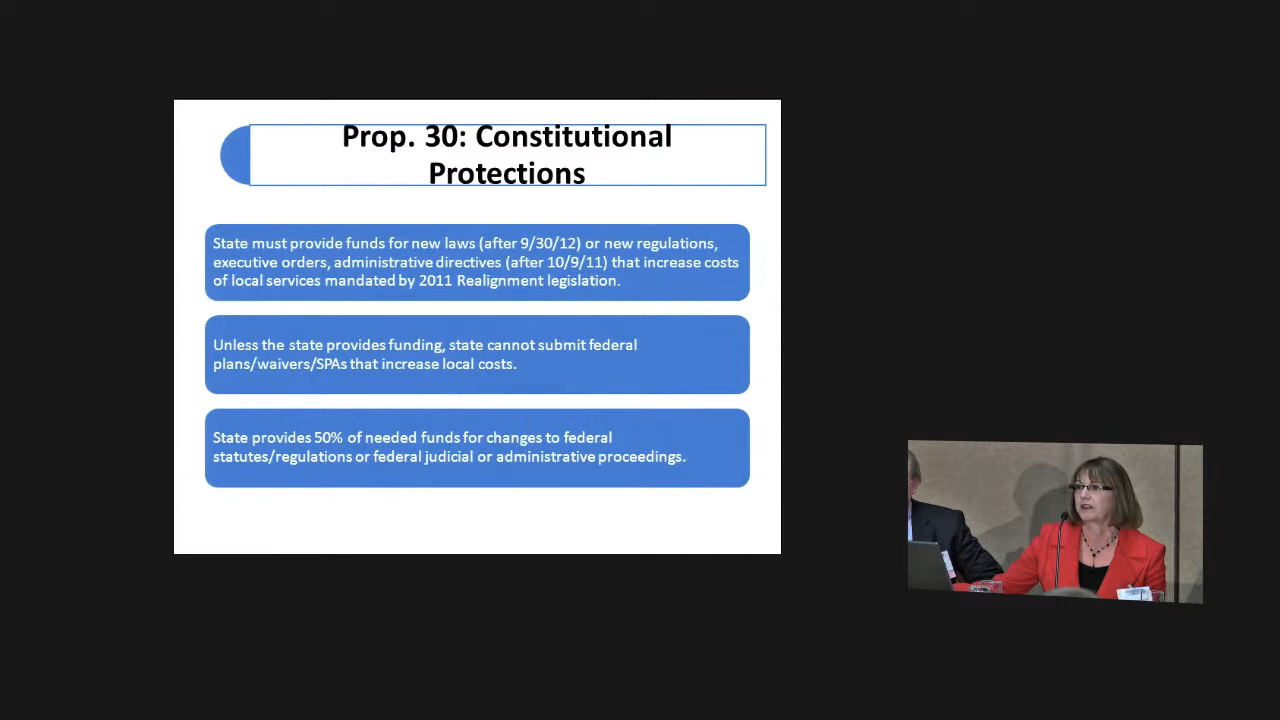 Prop. 30: Constitutional
Protections
State must provide funds for new laws (after 9/30/12) or new regulations,
executive orders, administrative directives (after 10/9/11) that increase costs
of local services mandated by 2011 Realignment legislation.
Unless the state provides funding, state cannot submit federal
plans/waivers/SPAs that increase local costs.
State provides 50% of needed funds for changes to federal
statutes/regulations or federal judicial or administrative proceedings.